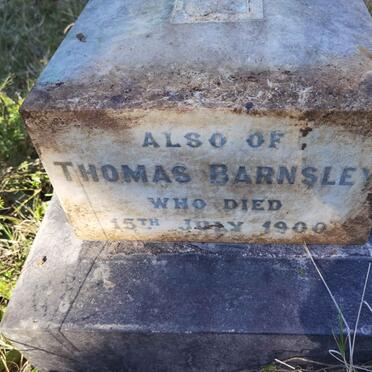 ALSO OF
THOMAS BARNSLEY
WHO DIED
15TH JULY 1900